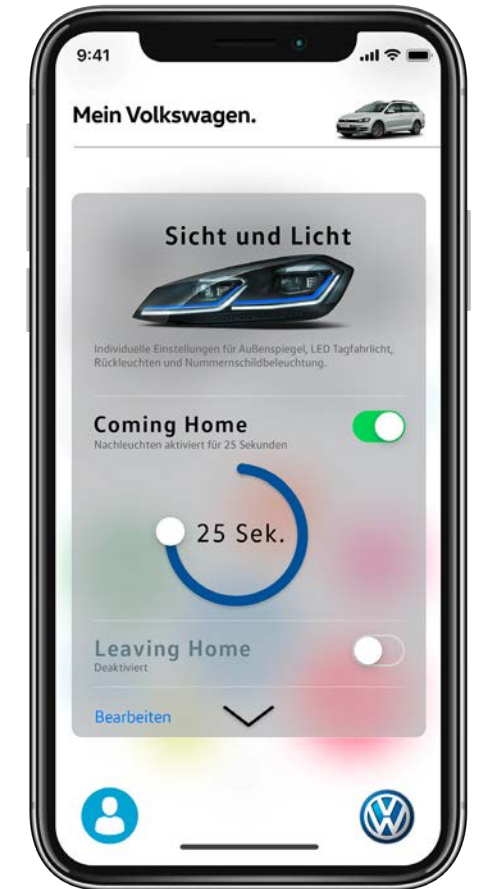 9:41
Mein Volkswagen.
Sicht und Licht
Individuelle Einstellungen für Außenspiegel, LED Tagfahrlicht,
Rückleuchten und Nummernschildbeleuchtung.
Coming Home
Nachleuchten aktiviert für 25 Sekunden
25 Sek.
Leaving Home
Deaktiviert
Bearbeiten